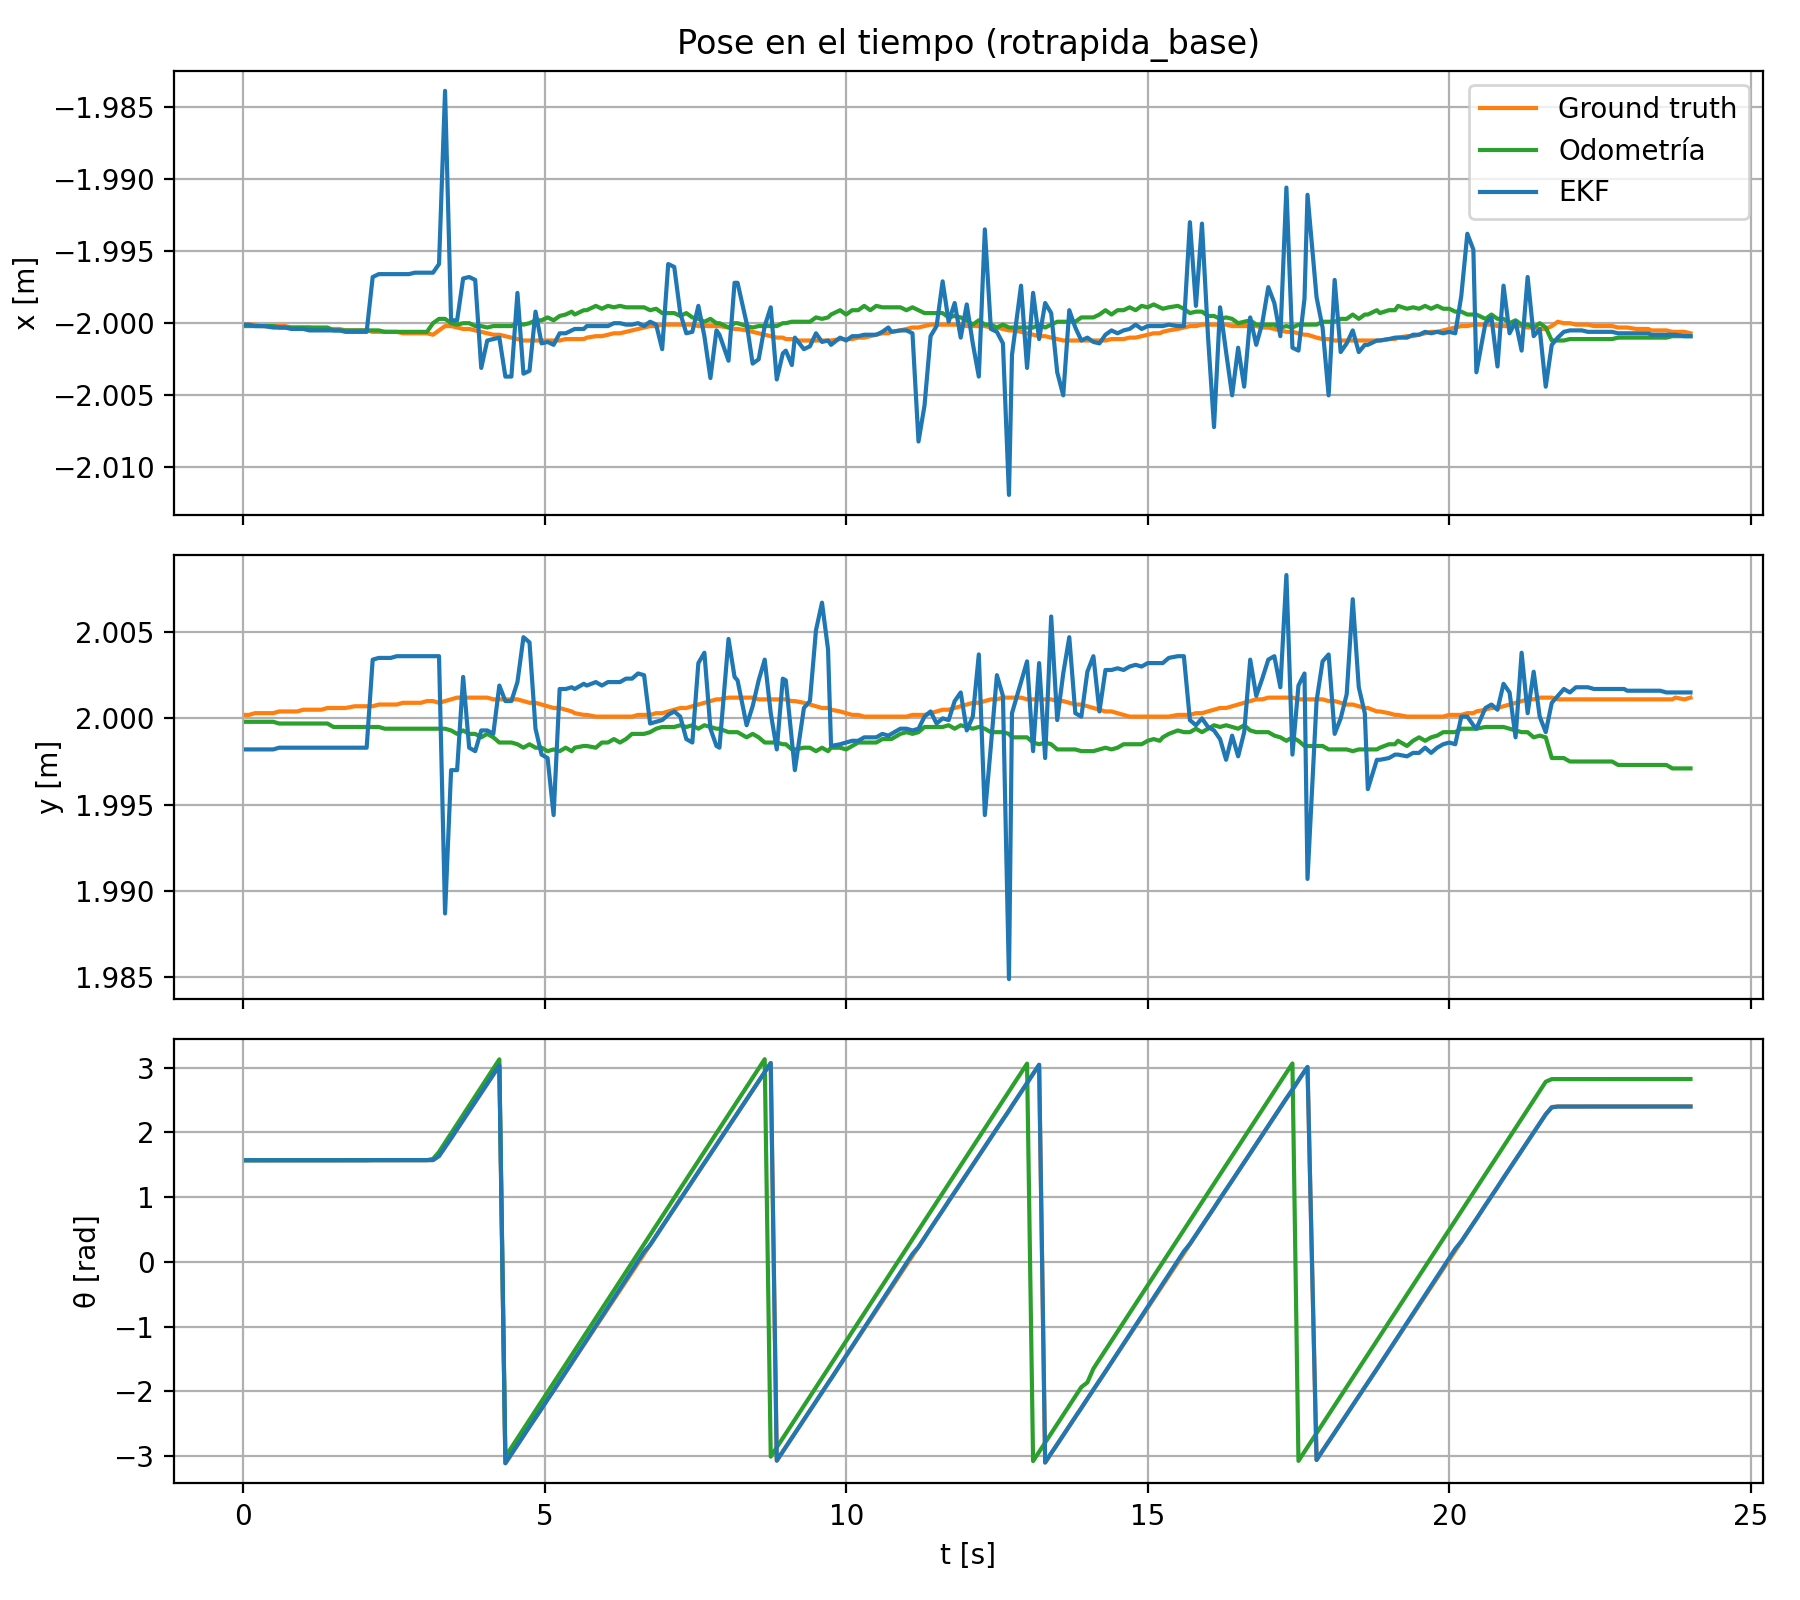 Pose en el tiempo (rotrapida_base)
−1.985
−1.990
−1.995
−2.000
−2.005
−2.010
x [m]
Ground truth
Odometría
EKF
2.005
2.000
1.995
1.990
1.985
y [m]
3
2
1
0
−1
−2
−3
θ [rad]
0 5 10 15 20 25
t [s]